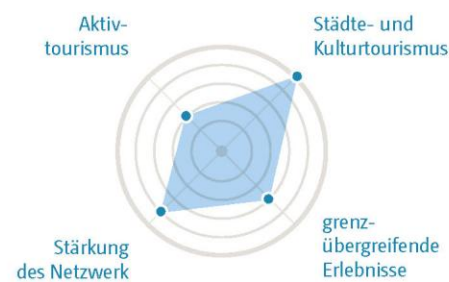 Aktiv-
tourismus
Städte- und
Kulturtourismus
Stärkung
des Netzwerk
grenz-
übergreifende
Erlebnisse